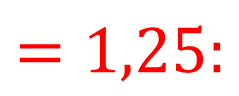 = 1,25: